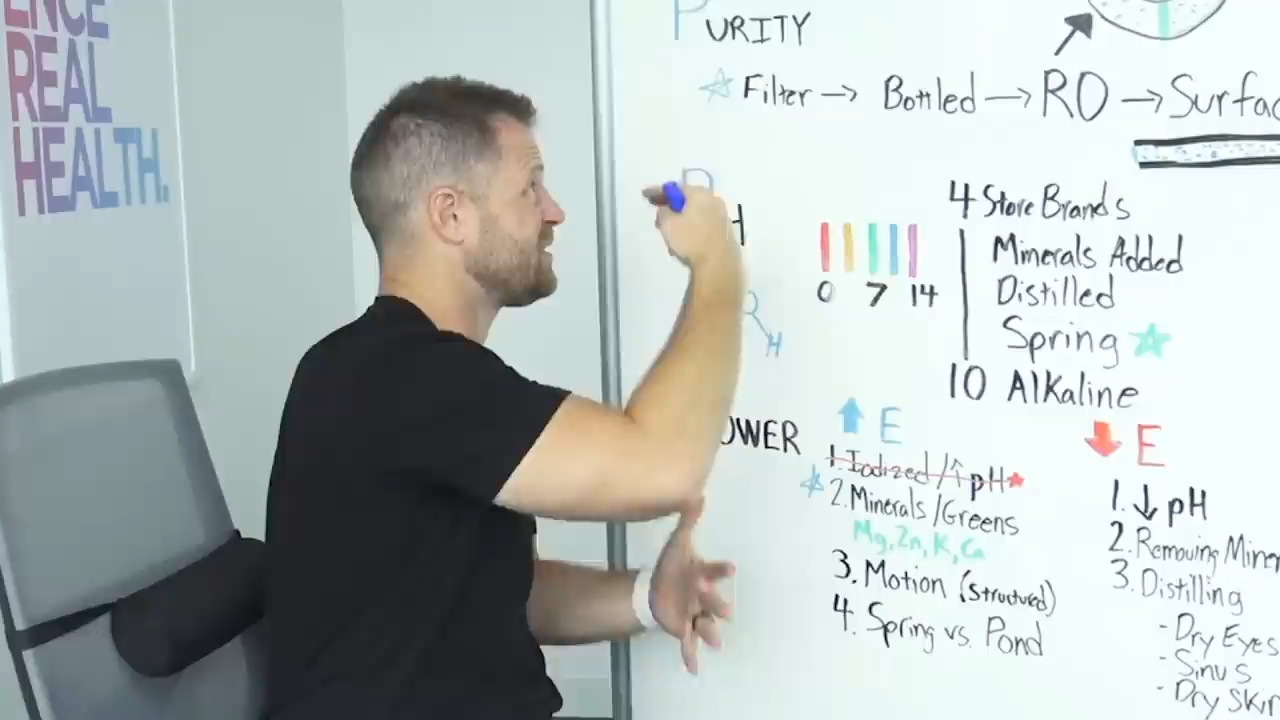 ENCE
REAL
HEALTH.
PURITY
Filter → Bottled → RO → Surfac
P
H
R
H
0 7 14
4 Store Brands
Minerals Added
Distilled
Spring
10 Alkaline
OWER
↑ E
1. Iodized/↑pH
2. Minerals/Greens
Mg, Zn, K, Ca
3. Motion (Structured)
4. Spring vs. Pond
↓ E
1. ↓ pH
2. Removing Miner
3. Distilling
- Dry Eyes
- Sinus
- Dry Skin